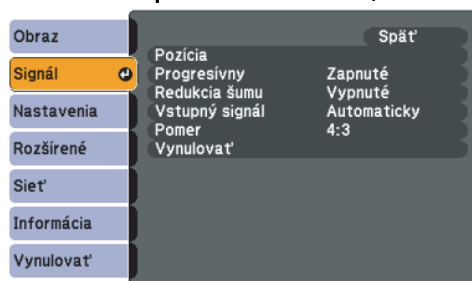 Obraz
Signál
Nastavenia
Rozšírené
Sieť
Informácia
Vynulovať
Späť
Pozícia
Progresívny Zapnuté
Redukcia šumu Vypnuté
Vstupný signál Automaticky
Pomer 4:3
Vynulovať